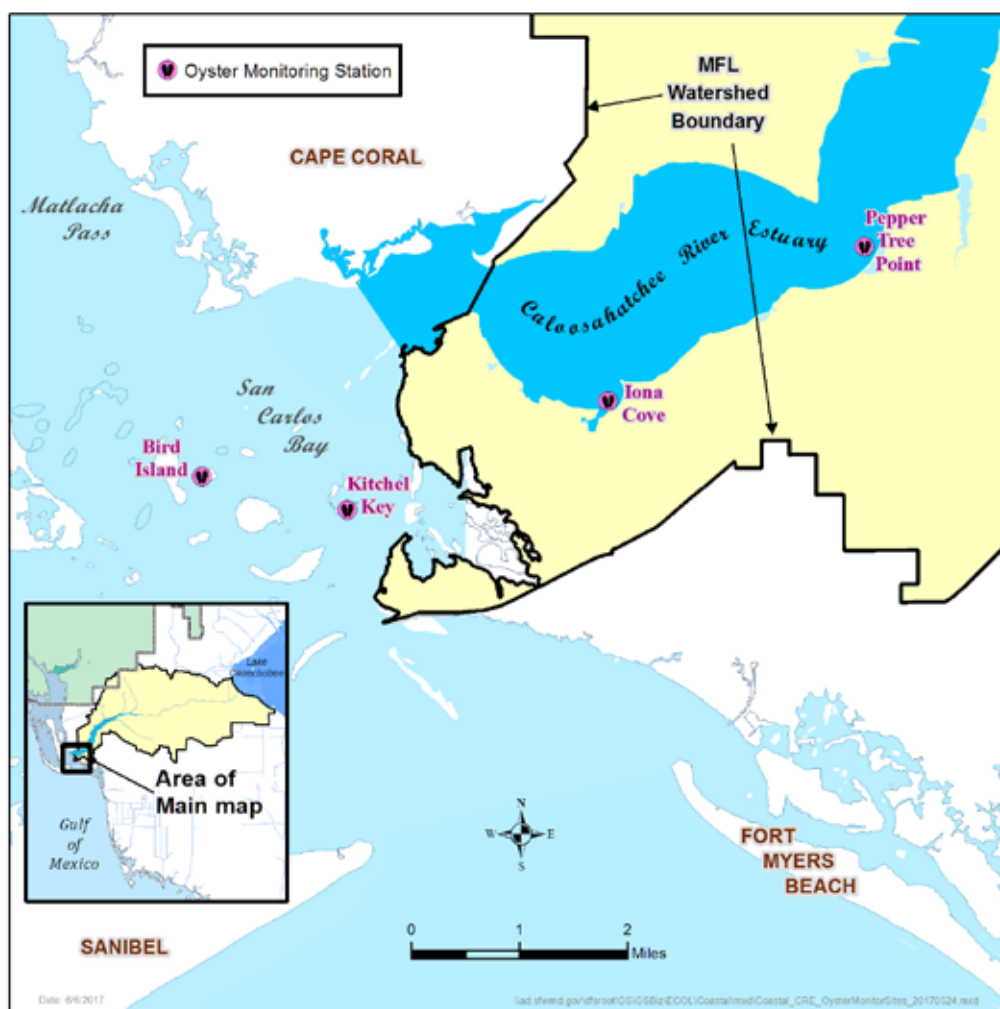 Oyster Monitoring Station
MFL
Watershed
Boundary
CAPE CORAL
Matlacha
Pass
Pepper
Tree
Point
Caloosahatchee River Estuary
San
Carlos
Bay
Iona
Cove
Bird
Island
Kitchel
Key
Lake
Okeechobee
Area of
Main map
Gulf
of
Mexico
N
W E
S
FORT
MYERS
BEACH
0 1 2
Miles
SANIBEL
Date: 6/6/2017